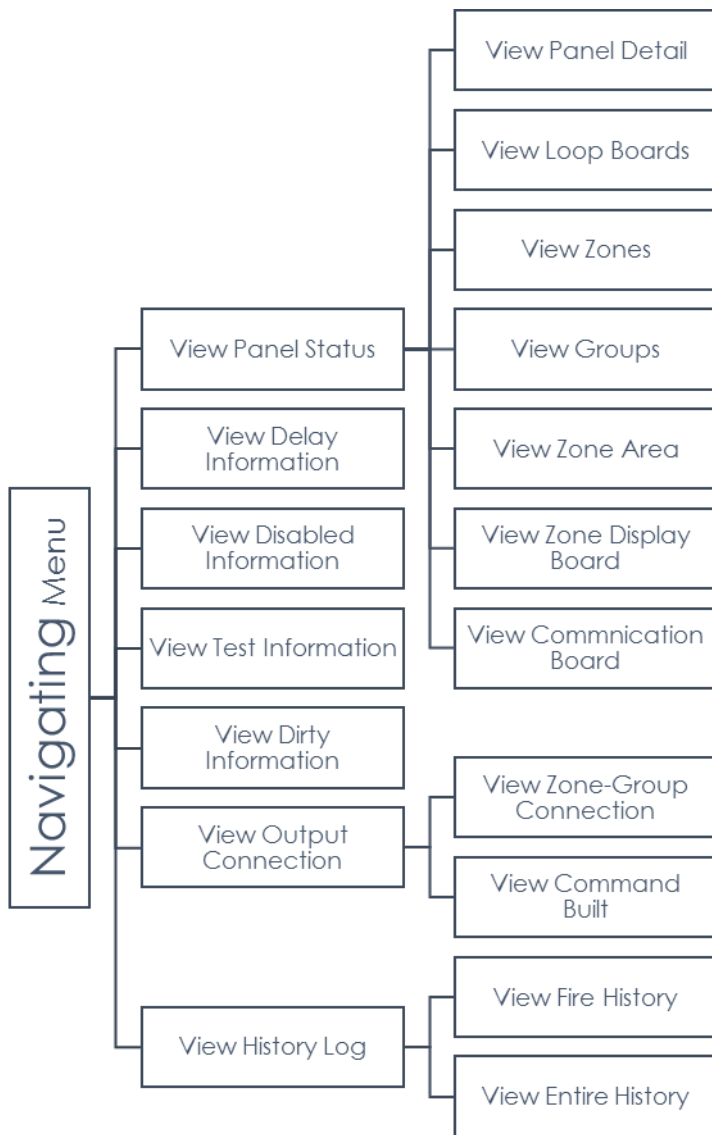 Navigating Menu
View Panel Status
View Panel Detail
View Loop Boards
View Zones
View Groups
View Zone Area
View Zone Display
Board
View Commnication
Board
View Delay
Information
View Disabled
Information
View Test Information
View Dirty
Information
View Output
Connection
View Zone-Group
Connection
View Command
Built
View History Log
View Fire History
View Entire History